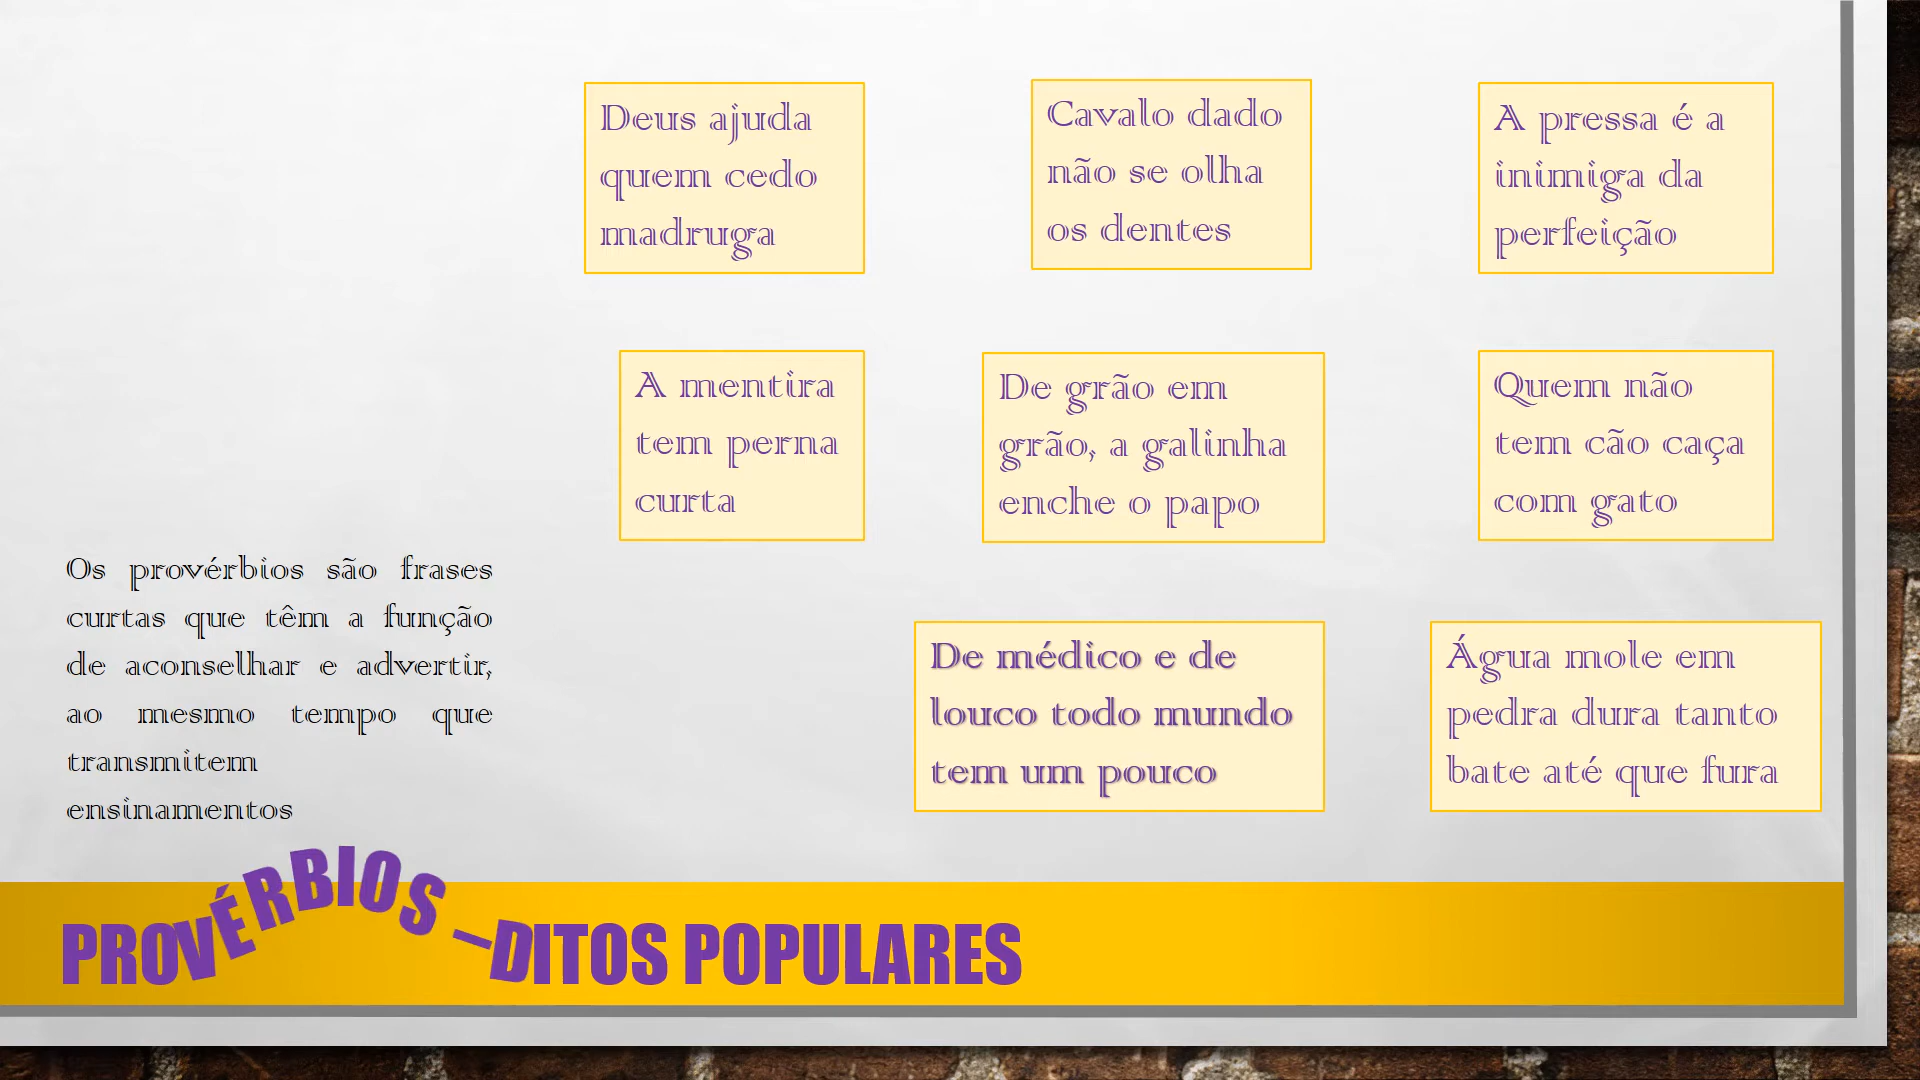 Deus ajuda
quem cedo
madruga
Cavalo dado
não se olha
os dentes
A pressa é a
inimiga da
perfeição
A mentira
tem perna
curta
De grão em
grão, a galinha
enche o papo
Quem não
tem cão caça
com gato
Os provérbios são frases
curtas que têm a função
de aconselhar e advertir,
ao mesmo tempo que
transmitem
ensinamentos
De médico e de
louco todo mundo
tem um pouco
Água mole em
pedra dura tanto
bate até que fura
PROVÉRBIOS –DITOS POPULARES